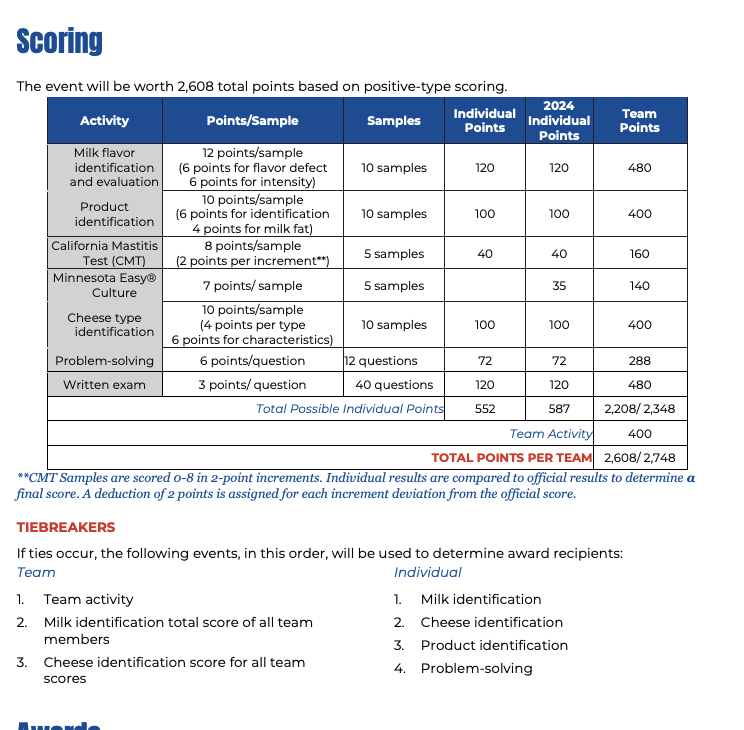 Scoring
The event will be worth 2,608 total points based on positive-type scoring.
Activity Points/Sample Samples Individual Points 2024 Individual Points Team Points
Milk flavor identification and evaluation 12 points/sample (6 points for flavor defect 6 points for intensity) 10 samples 120 120 480
Product identification 10 points/sample (6 points for identification 4 points for milk fat) 10 samples 100 100 400
California Mastitis Test (CMT) 8 points/sample (2 points per increment**) 5 samples 40 40 160
Minnesota Easy® Culture 7 points/ sample 5 samples 35 140
Cheese type identification 10 points/sample (4 points per type 6 points for characteristics) 10 samples 100 100 400
Problem-solving 6 points/question 12 questions 72 72 288
Written exam 3 points/ question 40 questions 120 120 480
Total Possible Individual Points 552 587 2,208/ 2,348
Team Activity 400
TOTAL POINTS PER TEAM 2,608/ 2,748
**CMT Samples are scored 0-8 in 2-point increments. Individual results are compared to official results to determine a
final score. A deduction of 2 points is assigned for each increment deviation from the official score.
TIEBREAKERS
If ties occur, the following events, in this order, will be used to determine award recipients:
Team
1. Team activity
2. Milk identification total score of all team
members
3. Cheese identification score for all team
scores
Individual
1. Milk identification
2. Cheese identification
3. Product identification
4. Problem-solving
Awards